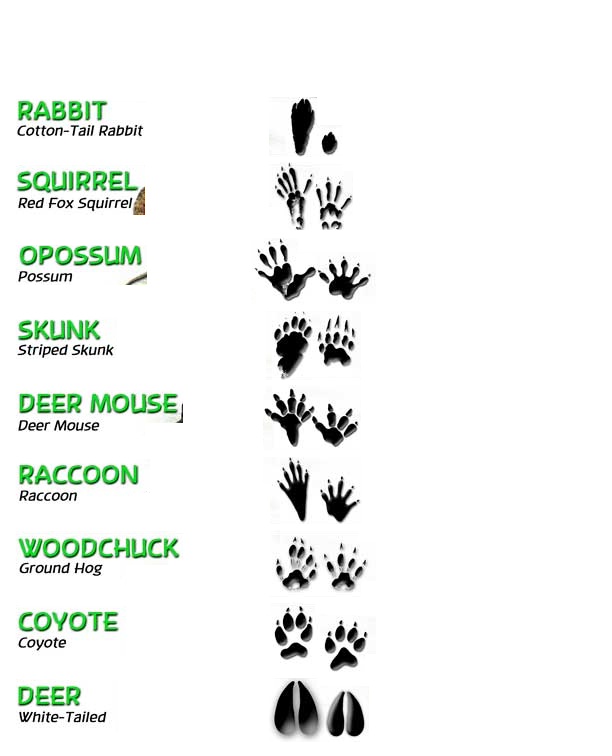 RABBIT
Cotton-Tail Rabbit
SQUIRREL
Red Fox Squirrel
OPOSSUM
Possum
SKUNK
Striped Skunk
DEER MOUSE
Deer Mouse
RACCOON
Raccoon
WOODCHUCK
Ground Hog
COYOTE
Coyote
DEER
White-Tailed